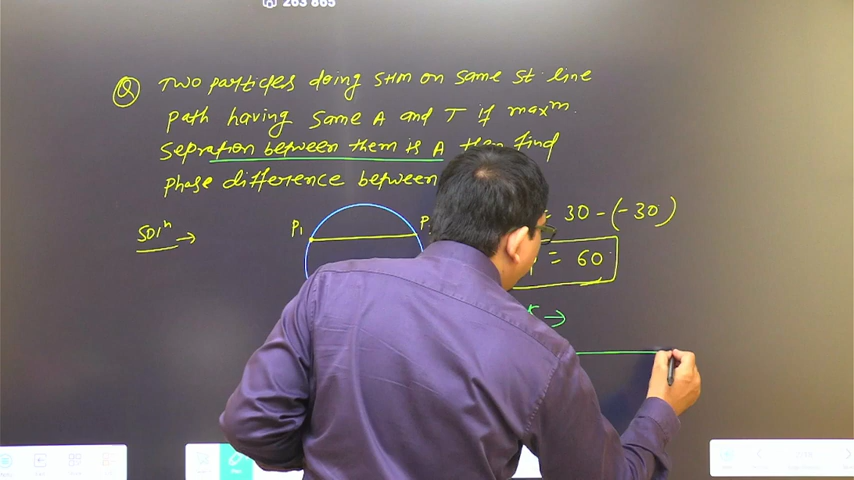 263 865
Q Two particles doing SHM on same st. line
path having same A and T if maxm.
Sepration between them is A then find
phase difference between
Soln →
P1
P
= 30 - (-30)
= 60
→